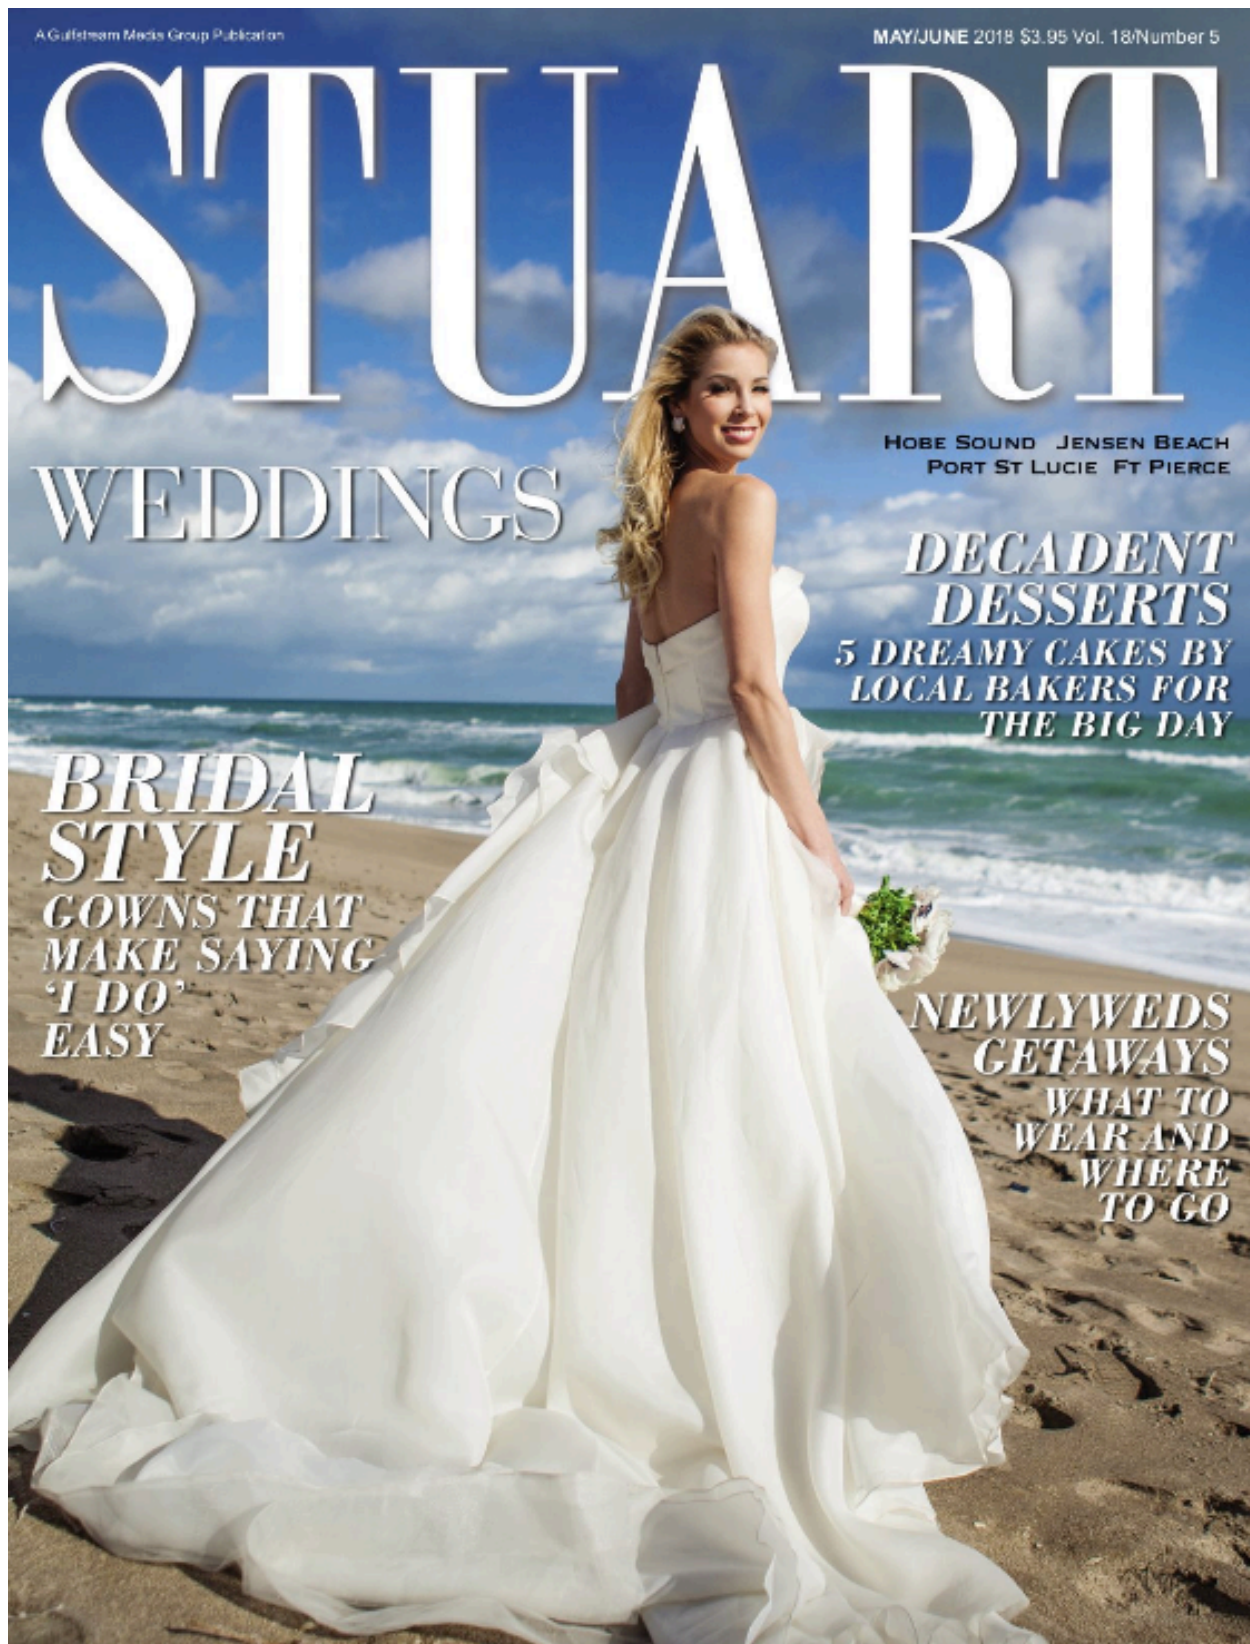 A Gulfstream Media Group Publication
MAY/JUNE 2018 $3.95 Vol. 18/Number 5
STUART
HOBE SOUND JENSEN BEACH
PORT ST LUCIE FT PIERCE
WEDDINGS
DECADENT
DESSERTS
5 DREAMY CAKES BY
LOCAL BAKERS FOR
THE BIG DAY
BRIDAL
STYLE
GOWNS THAT
MAKE SAYING
‘I DO’
EASY
NEWLYWEDS
GETAWAYS
WHAT TO
WEAR AND
WHERE
TO GO